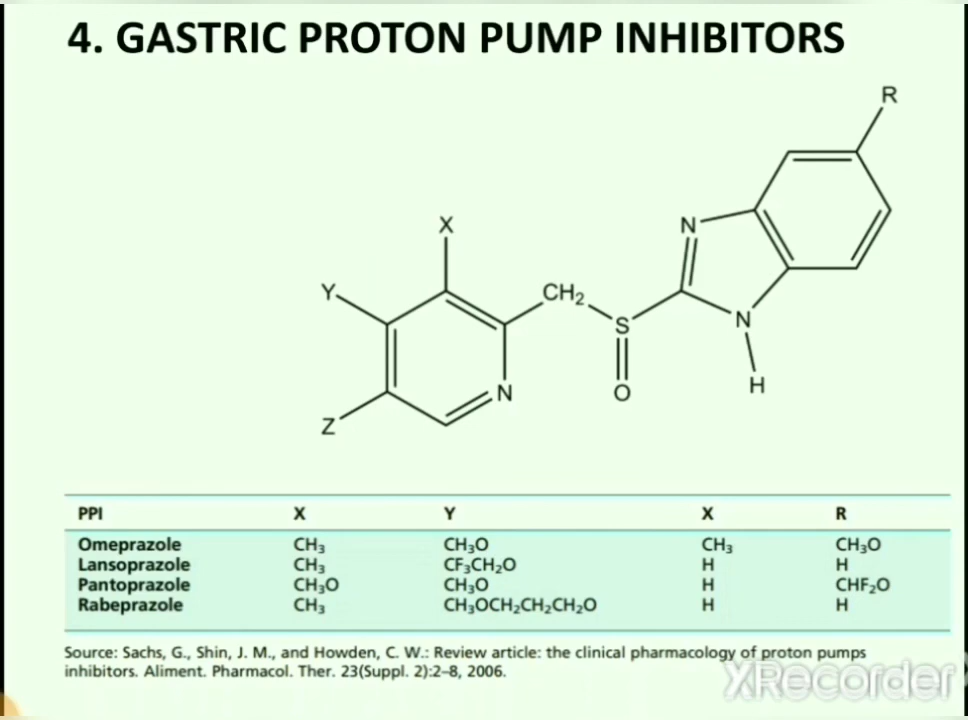 4. GASTRIC PROTON PUMP INHIBITORS
R
X
N
Y
CH₂
S
N
N
O
H
Z
PPI X Y X R
Omeprazole CH₃ CH₃O CH₃ CH₃O
Lansoprazole CH₃ CF₃CH₂O H H
Pantoprazole CH₃O CH₃O H CHF₂O
Rabeprazole CH₃ CH₃OCH₂CH₂CH₂O H H
Source: Sachs, G., Shin, J. M., and Howden, C. W.: Review article: the clinical pharmacology of proton pumps
inhibitors. Aliment. Pharmacol. Ther. 23(Suppl. 2):2–8, 2006.
XRecorder